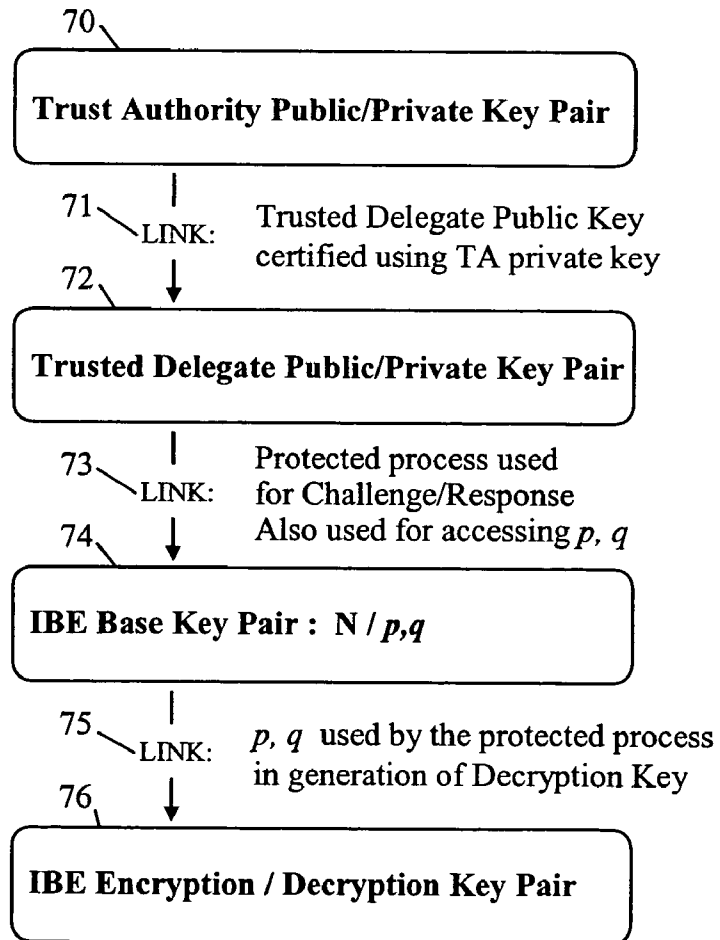 70
Trust Authority Public/Private Key Pair
71
LINK:
Trusted Delegate Public Key
certified using TA private key
72
Trusted Delegate Public/Private Key Pair
73
LINK:
Protected process used
for Challenge/Response
Also used for accessing p, q
74
IBE Base Key Pair : N / p,q
75
LINK:
p, q used by the protected process
in generation of Decryption Key
76
IBE Encryption / Decryption Key Pair